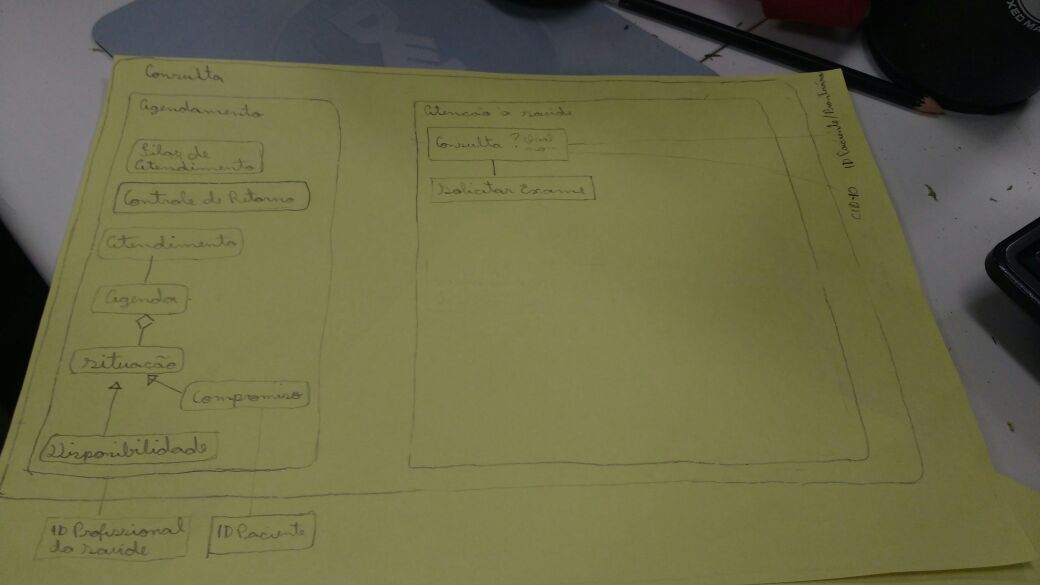 Consulta
Agendamento
Filas de
Atendimento
Controle de Retorno
Atendimento
Agenda
Situação
Compromisso
Disponibilidade
ID Profissional
da saúde
ID Paciente
Atenção à saúde
Consulta ?
Solicitar Exame
CID-10
ID Paciente/Prontuário